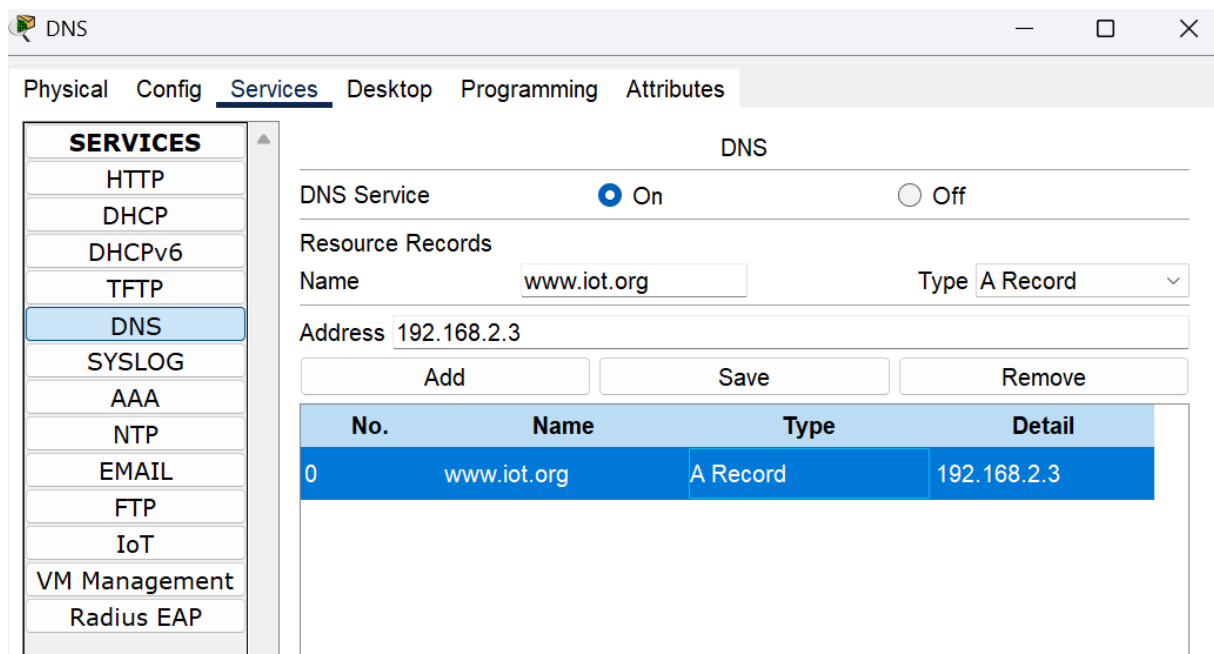 DNS
Physical Config Services Desktop Programming Attributes
SERVICES
HTTP
DHCP
DHCPv6
TFTP
DNS
SYSLOG
AAA
NTP
EMAIL
FTP
IoT
VM Management
Radius EAP
DNS
DNS Service On Off
Resource Records
Name www.iot.org Type A Record
Address 192.168.2.3
Add Save Remove
No. Name Type Detail
0 www.iot.org A Record 192.168.2.3